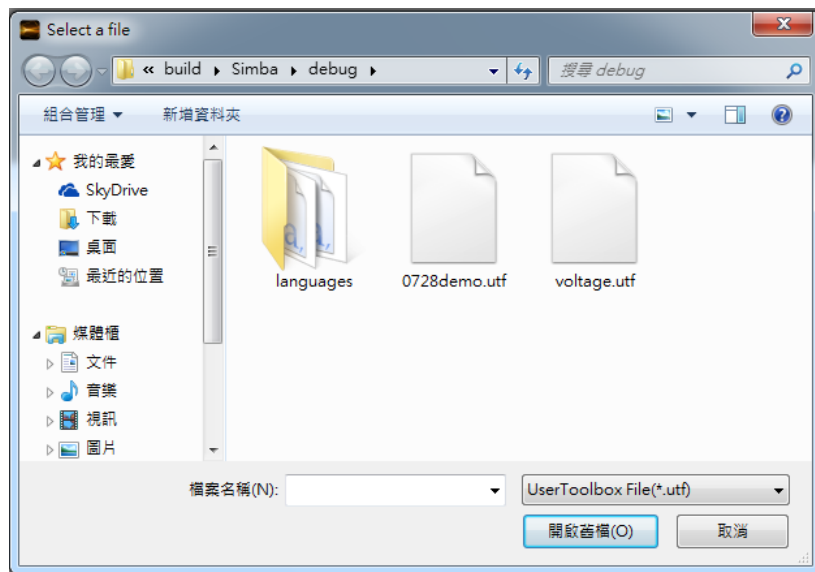 Select a file
« build ▸ Simba ▸ debug ▸
搜尋 debug
組合管理 ▼ 新增資料夾
我的最愛
SkyDrive
下載
桌面
最近的位置
媒體櫃
文件
音樂
視訊
圖片
languages
0728demo.utf
voltage.utf
檔案名稱(N):
UserToolbox File(*.utf)
開啟舊檔(O)
取消